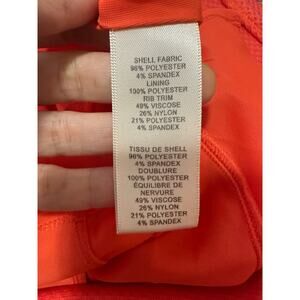 SHELL FABRIC
96% POLYESTER
4% SPANDEX
LINING
100% POLYESTER
RIB TRIM
49% VISCOSE
26% NYLON
21% POLYESTER
4% SPANDEX
TISSU DE SHELL
96% POLYESTER
4% SPANDEX
DOUBLURE
100% POLYESTER
ÉQUILIBRE DE
NERVURE
49% VISCOSE
26% NYLON
21% POLYESTER
4% SPANDEX